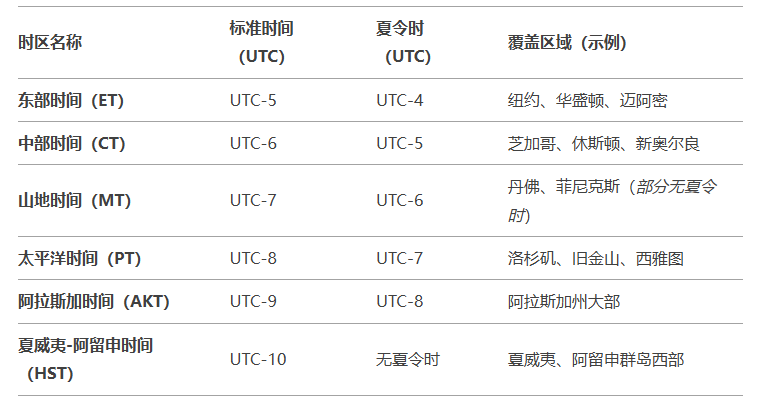 时区名称 标准时间（UTC） 夏令时（UTC） 覆盖区域（示例）
东部时间（ET） UTC-5 UTC-4 纽约、华盛顿、迈阿密
中部时间（CT） UTC-6 UTC-5 芝加哥、休斯顿、新奥尔良
山地时间（MT） UTC-7 UTC-6 丹佛、菲尼克斯（部分无夏令时）
太平洋时间（PT） UTC-8 UTC-7 洛杉矶、旧金山、西雅图
阿拉斯加时间（AKT） UTC-9 UTC-8 阿拉斯加州大部
夏威夷-阿留申时间（HST） UTC-10 无夏令时 夏威夷、阿留申群岛西部